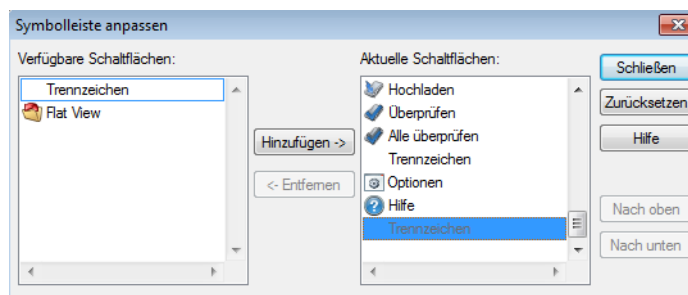 Symbolleiste anpassen
Verfügbare Schaltflächen:
Trennzeichen
Flat View
Hinzufügen ->
<- Entfernen
Aktuelle Schaltflächen:
Hochladen
Überprüfen
Alle überprüfen
Trennzeichen
Optionen
Hilfe
Trennzeichen
Schließen
Zurücksetzen
Hilfe
Nach oben
Nach unten